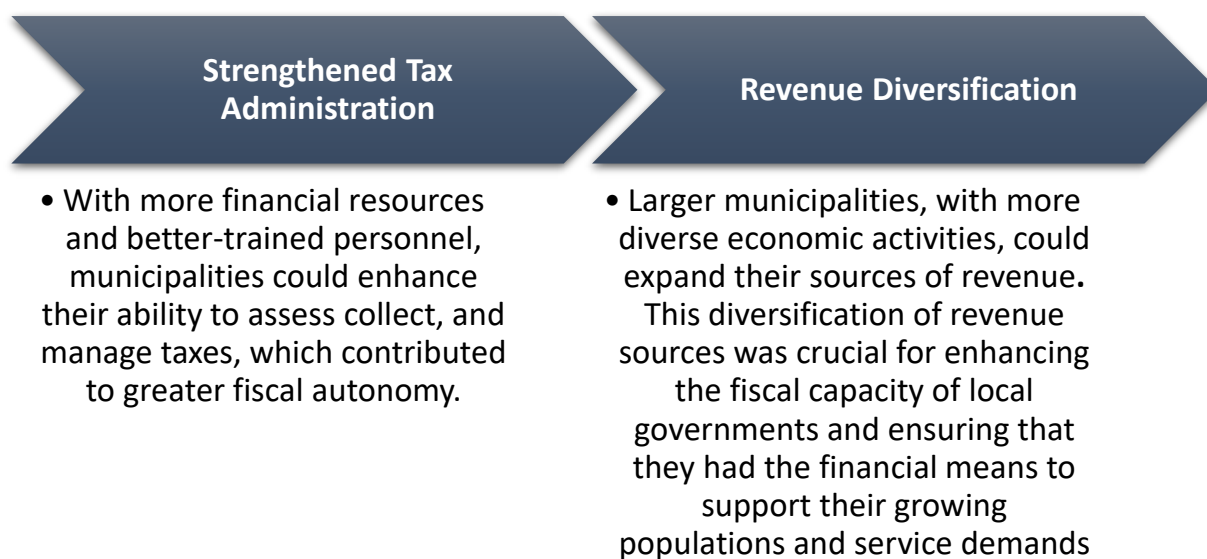 Strengthened Tax
Administration
• With more financial resources
and better-trained personnel,
municipalities could enhance
their ability to assess collect, and
manage taxes, which contributed
to greater fiscal autonomy.
Revenue Diversification
• Larger municipalities, with more
diverse economic activities, could
expand their sources of revenue.
This diversification of revenue
sources was crucial for enhancing
the fiscal capacity of local
governments and ensuring that
they had the financial means to
support their growing
populations and service demands